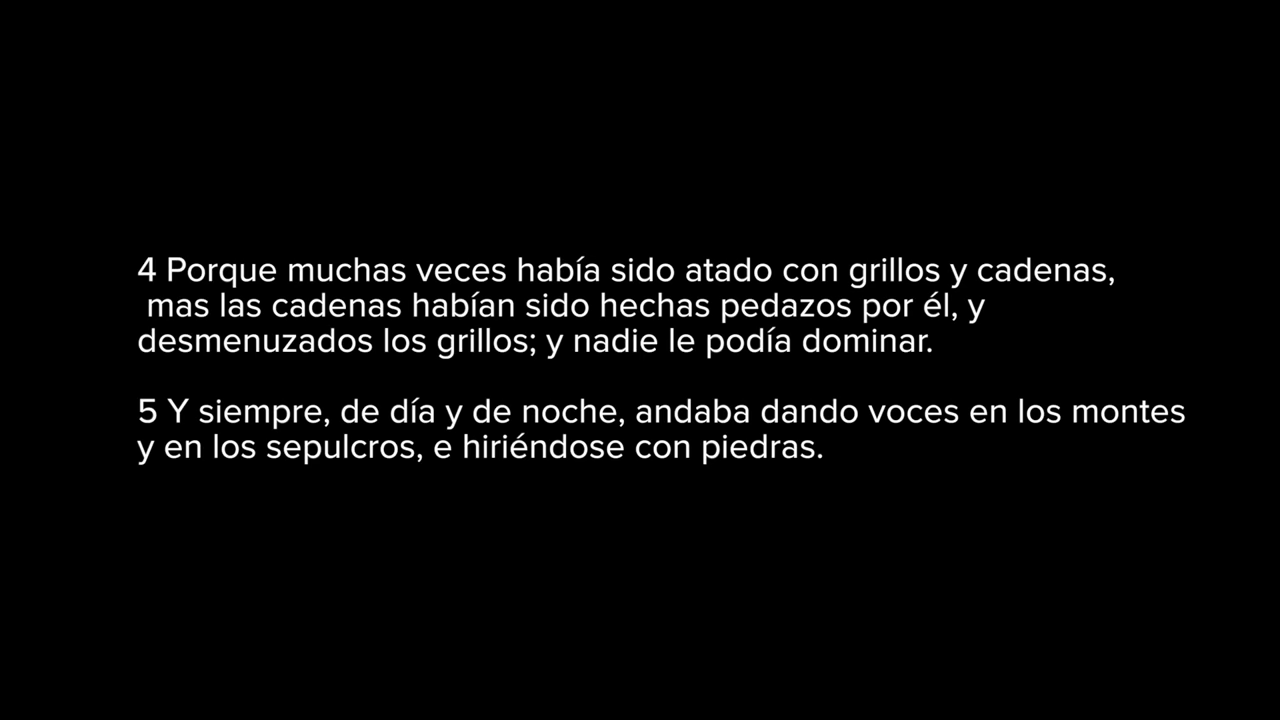 4 Porque muchas veces había sido atado con grillos y cadenas,
mas las cadenas habían sido hechas pedazos por él, y
desmenuzados los grillos; y nadie le podía dominar.
5 Y siempre, de día y de noche, andaba dando voces en los montes
y en los sepulcros, e hiriéndose con piedras.